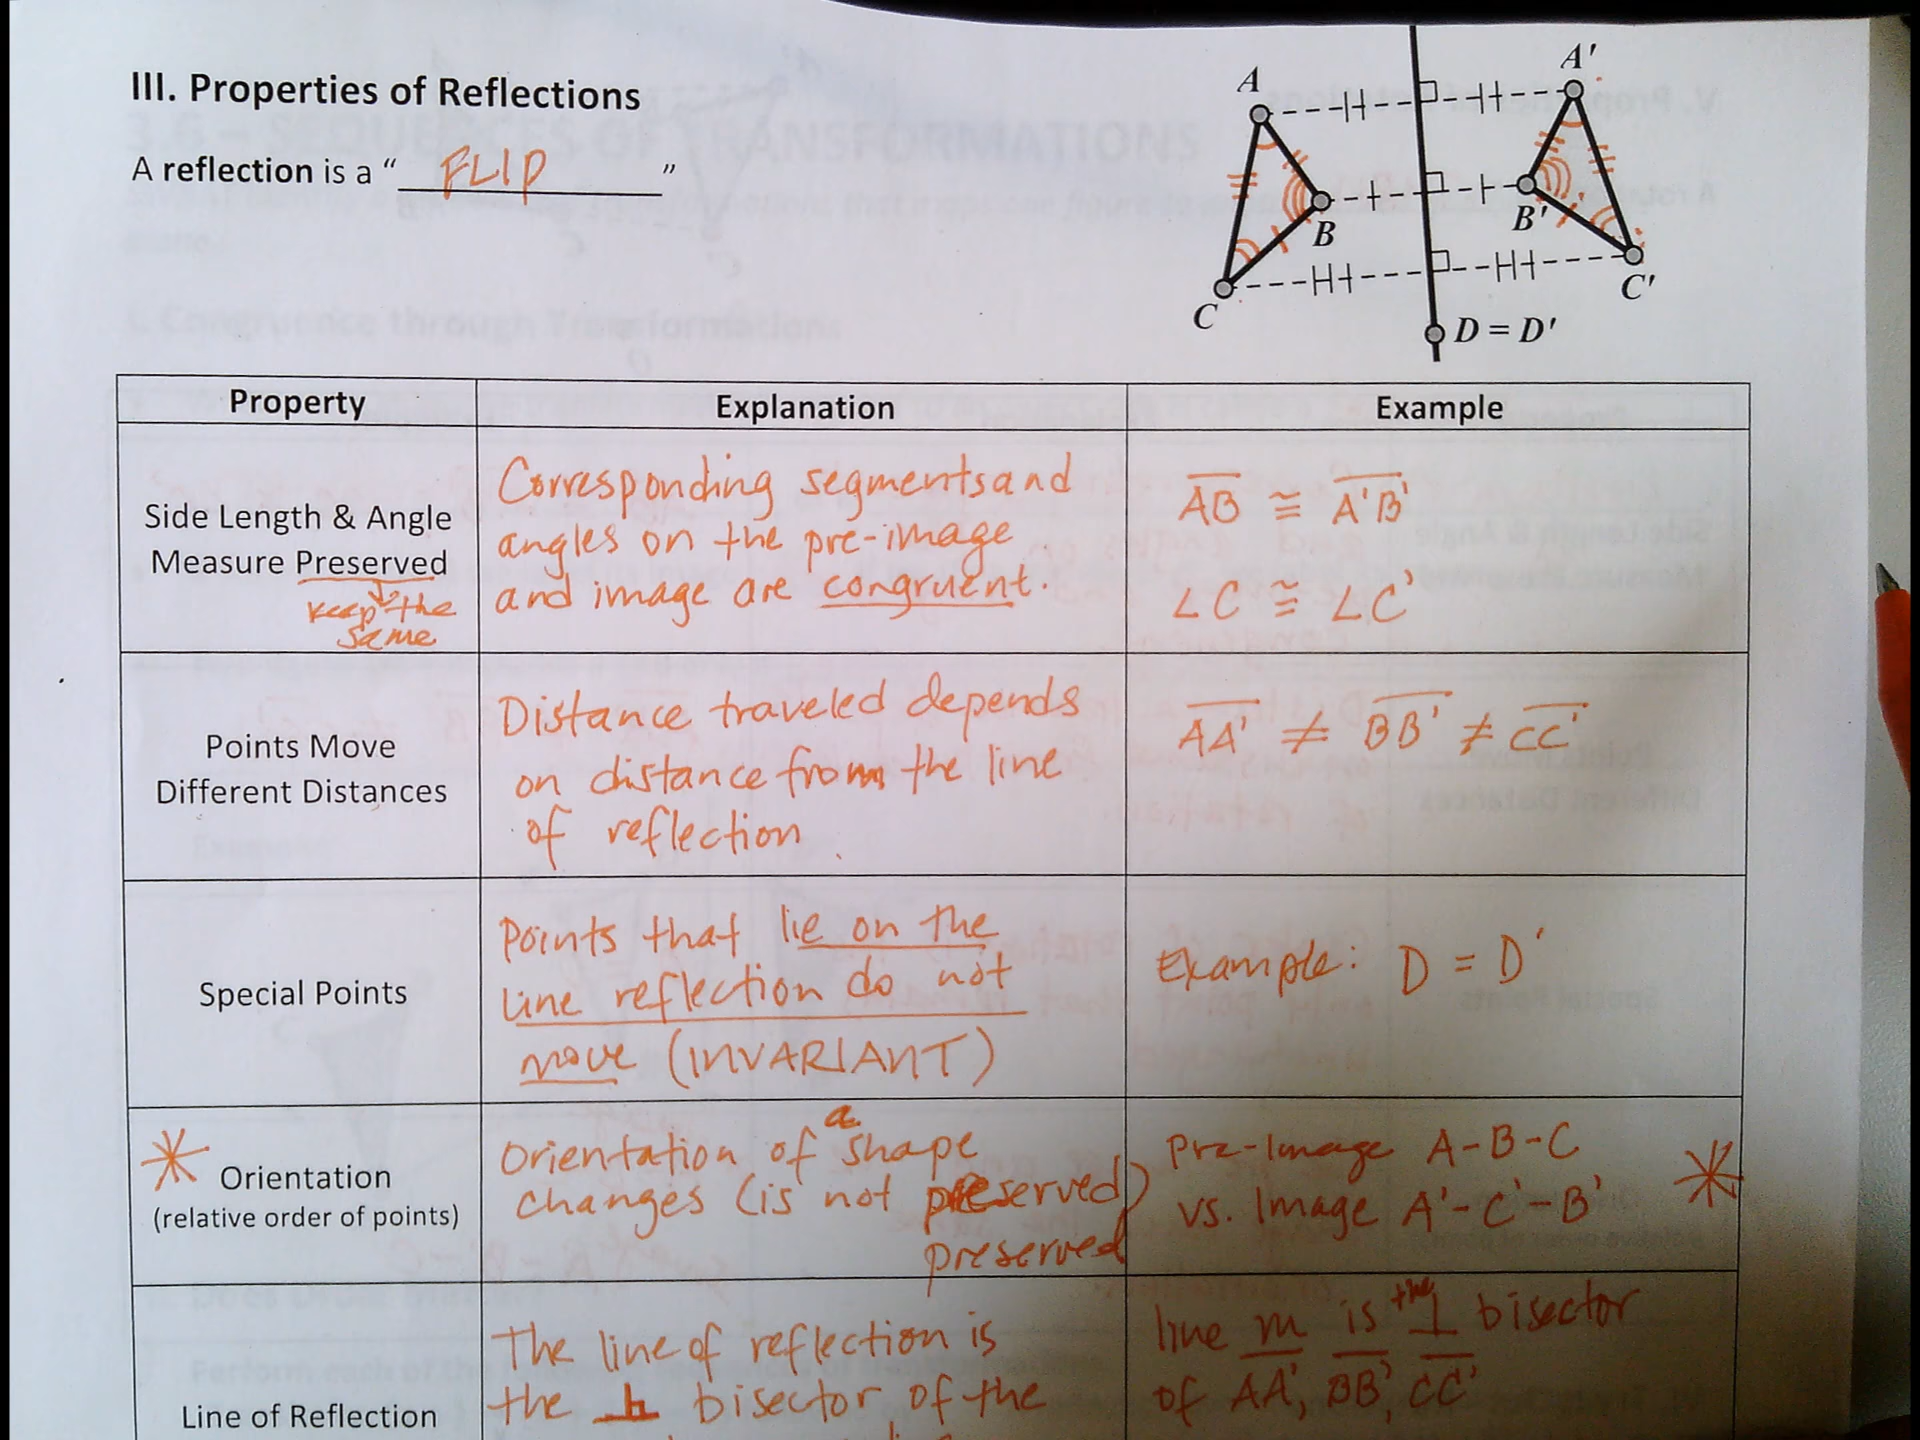 III. Properties of Reflections
A reflection is a “ FLIP ”
A
A'
B
B'
C
C'
D = D'
Property
Explanation
Example
Side Length & Angle
Measure Preserved
keep the
same
Corresponding segments and
angles on the pre-image
and image are congruent.
AB ≅ A'B'
∠C ≅ ∠C'
Points Move
Different Distances
Distance traveled depends
on distance from the line
of reflection.
AA' ≠ BB' ≠ CC'
Special Points
Points that lie on the
line reflection do not
move (INVARIANT)
Example: D = D'
Orientation
(relative order of points)
Orientation of a shape
changes (is not preserved)
preserved
Pre-Image A-B-C
vs. Image A'-C'-B'
Line of Reflection
The line of reflection is
the ⊥ bisector of the
line m is the ⊥ bisector
of AA', BB', CC'